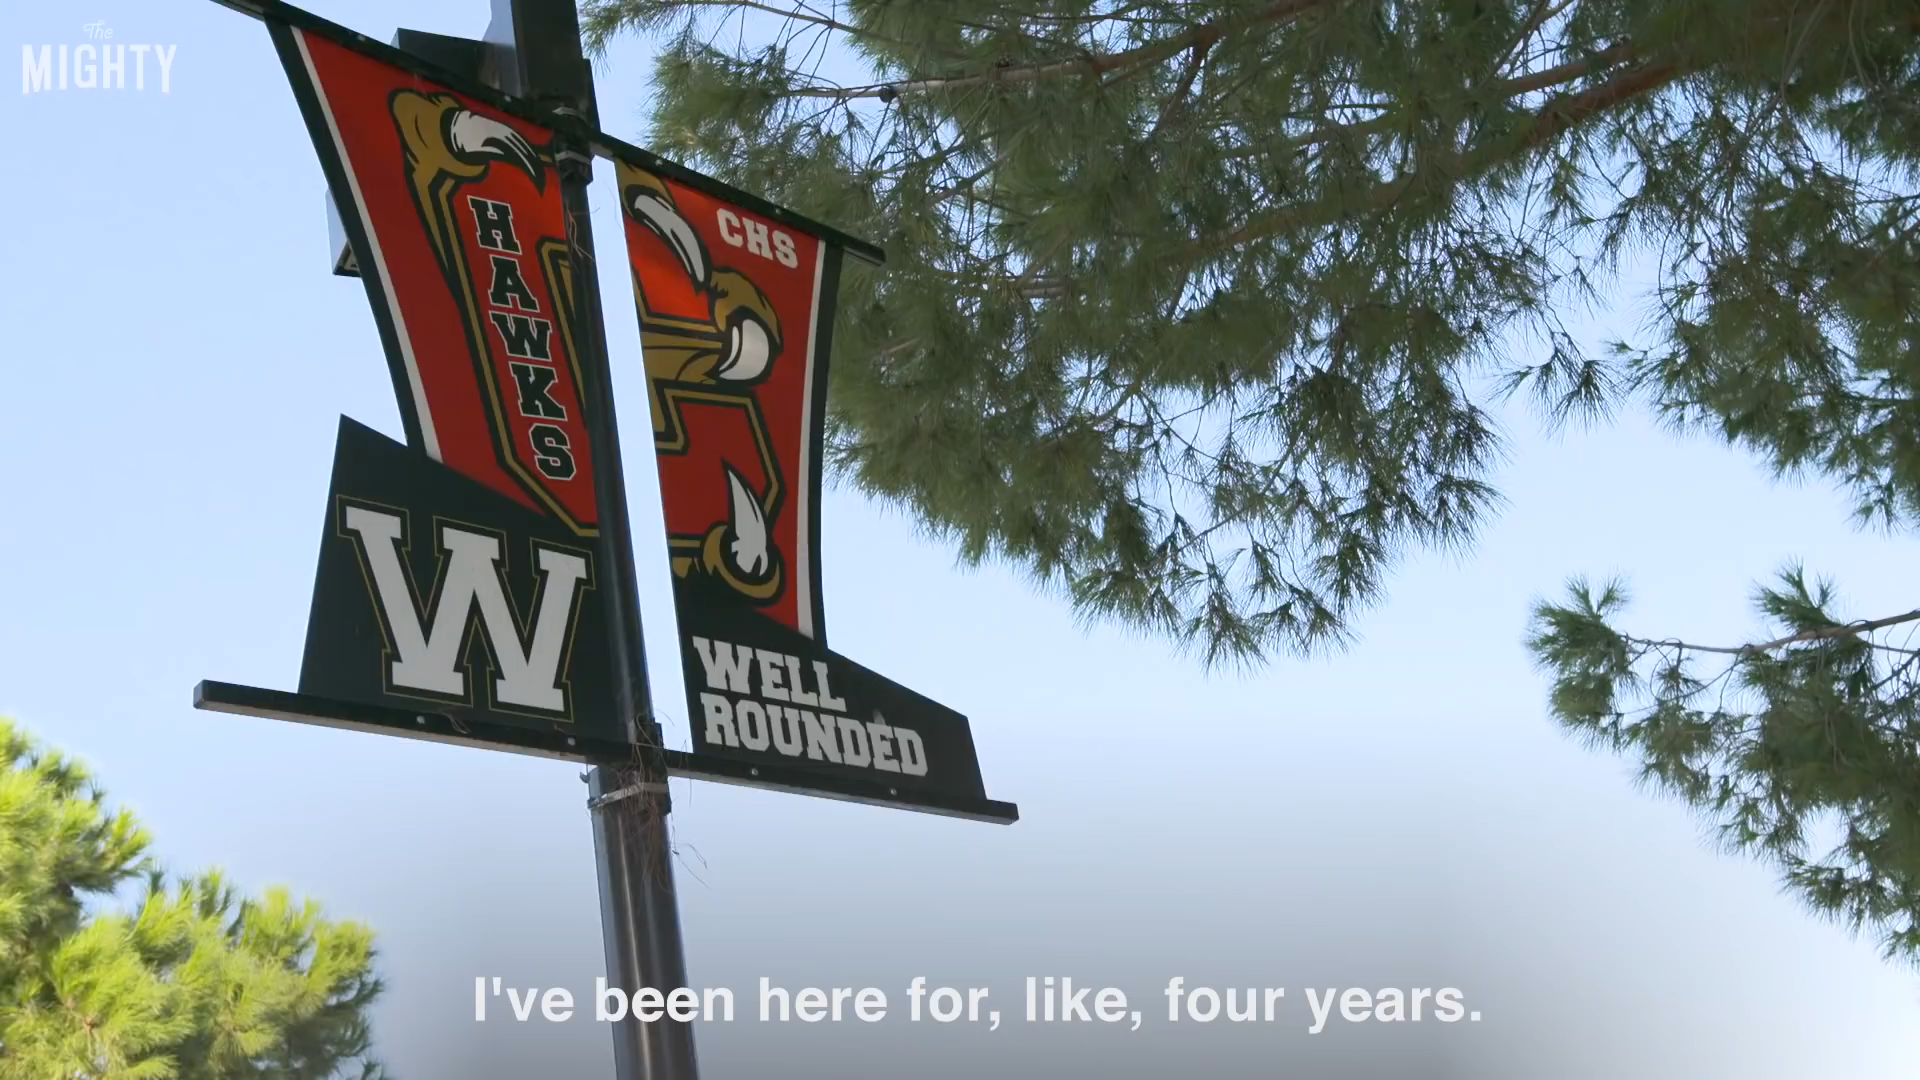 The
MIGHTY
HAWKS
CHS
W
WELL
ROUNDED
I've been here for, like, four years.